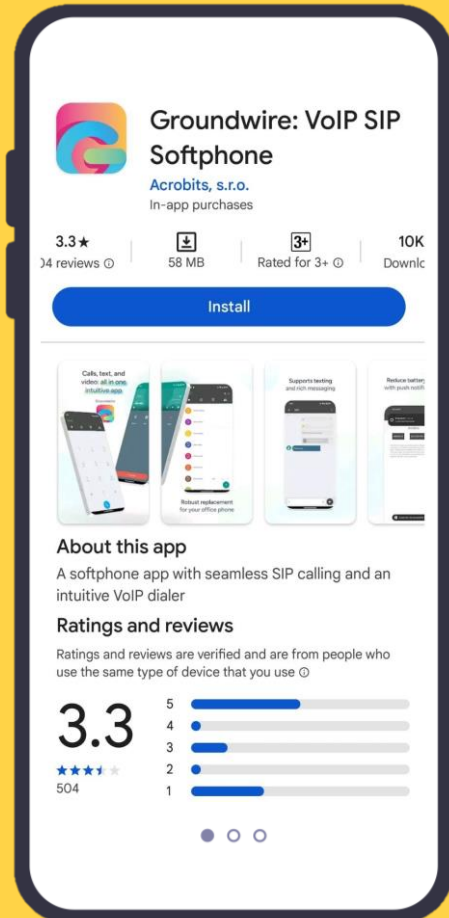 Groundwire: VoIP SIP
Softphone
Acrobits, s.r.o.
In-app purchases
3.3★
04 reviews
58 MB
3+
Rated for 3+
10K
Downlo
Install
Calls, text, and
video: all in one,
intuitive app
Robust replacement
for your office phone
Supports texting
and rich messaging
Reduce batter
with push notifi
About this app
A softphone app with seamless SIP calling and an
intuitive VoIP dialer
Ratings and reviews
Ratings and reviews are verified and are from people who
use the same type of device that you use
3.3
504
5
4
3
2
1